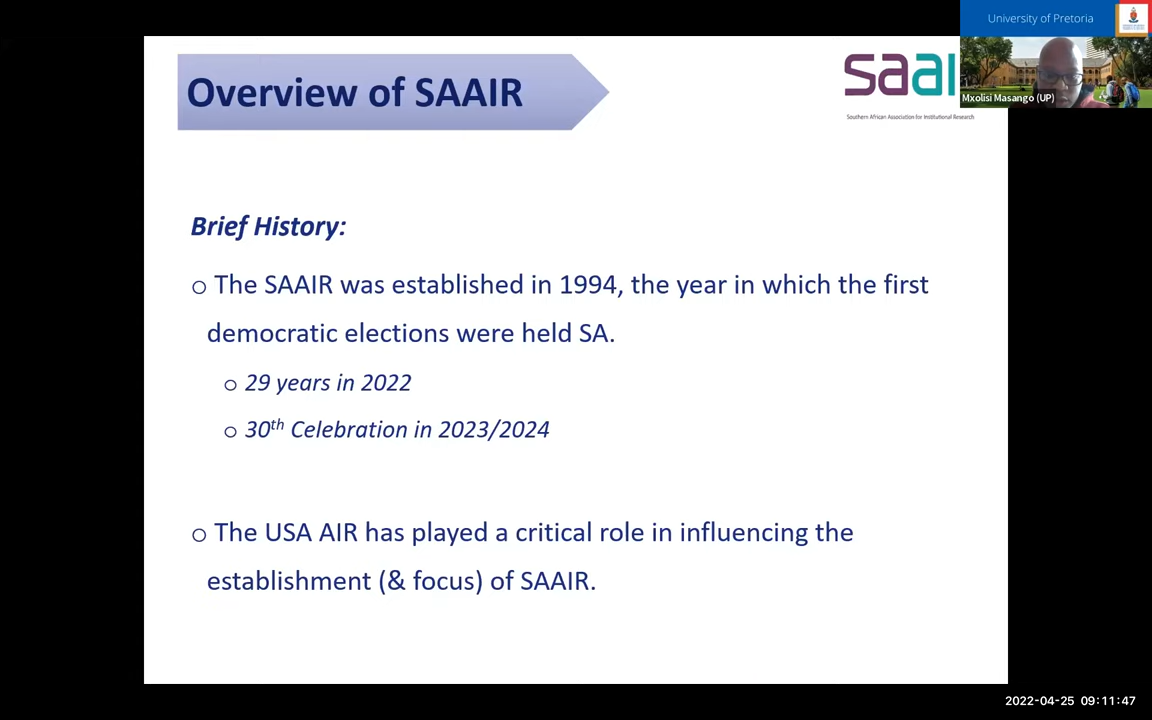 University of Pretoria
Overview of SAAIR
saai
Mxolisi Masango (UP)
Southern African Association for Institutional Research
Brief History:
o The SAAIR was established in 1994, the year in which the first
democratic elections were held SA.
o 29 years in 2022
o 30th Celebration in 2023/2024
o The USA AIR has played a critical role in influencing the
establishment (& focus) of SAAIR.
2022-04-25 09:11:47